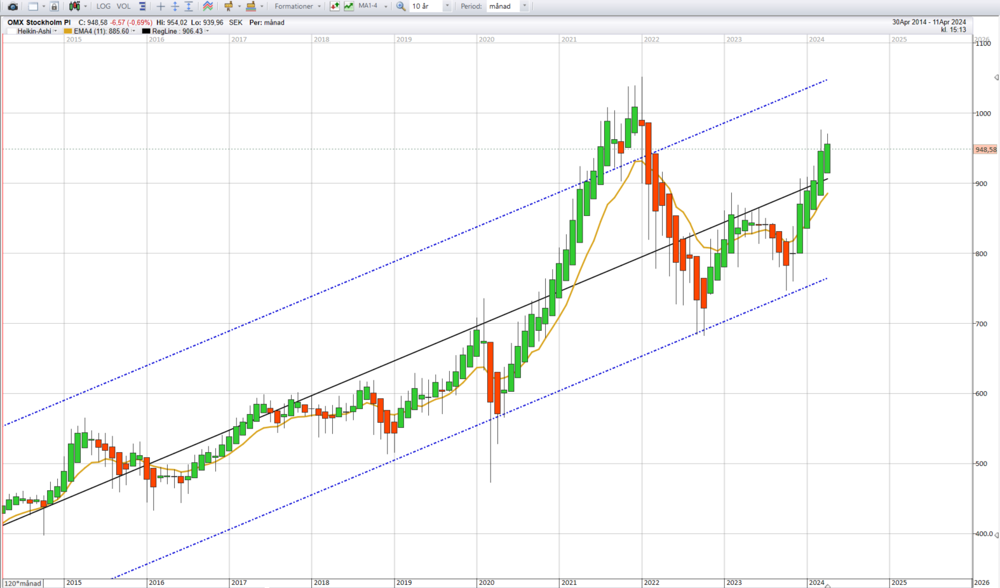 LOG VOL Formationer MA1-4 10 år Period: månad
OMX Stockholm PI C: 948,58 -6,57 (-0,69%) Hi: 954,02 Lo: 939,96 SEK Per: månad 30Apr 2014 - 11Apr 2024
Heikin-Ashi EMA4 (11): 885.60 RegLine : 906.43 kl. 15:13
2015 2016 2017 2018 2019 2020 2021 2022 2023 2024 2025 2026
1100
1000
948,58
900
800
700
600
500
400.0
120*månad 2015 2016 2017 2018 2019 2020 2021 2022 2023 2024 2025 2026